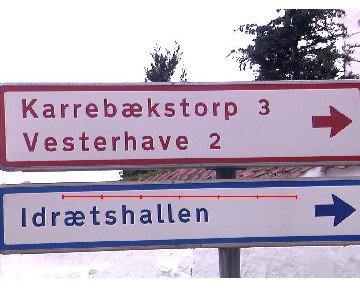 Karrebækstorp 3
Vesterhave 2
Idrætshallen